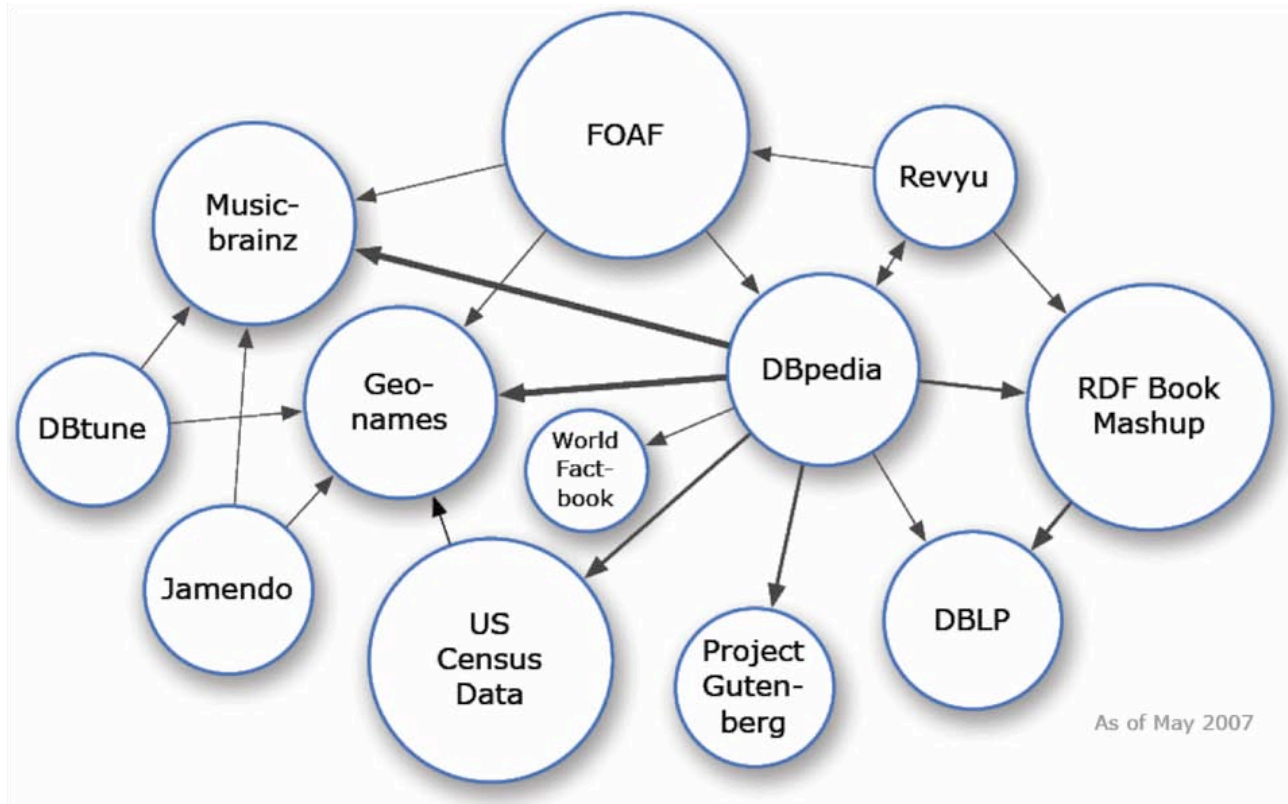 FOAF
Revyu
Music-
brainz
DBpedia
Geo-
names
RDF Book
Mashup
DBtune
World
Fact-
book
Jamendo
US
Census
Data
DBLP
Project
Guten-
berg
As of May 2007